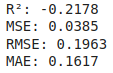 R²: -0.2178
MSE: 0.0385
RMSE: 0.1963
MAE: 0.1617